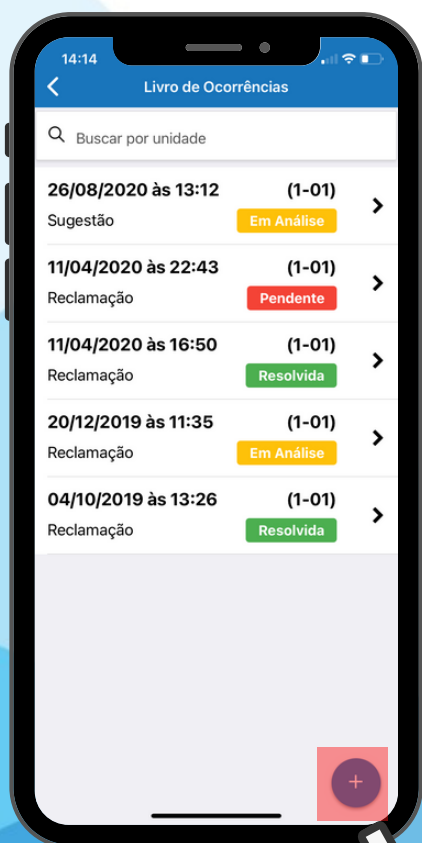 14:14
Livro de Ocorrências
Buscar por unidade
26/08/2020 às 13:12 (1-01)
Sugestão Em Análise
11/04/2020 às 22:43 (1-01)
Reclamação Pendente
11/04/2020 às 16:50 (1-01)
Reclamação Resolvida
20/12/2019 às 11:35 (1-01)
Reclamação Em Análise
04/10/2019 às 13:26 (1-01)
Reclamação Resolvida
+